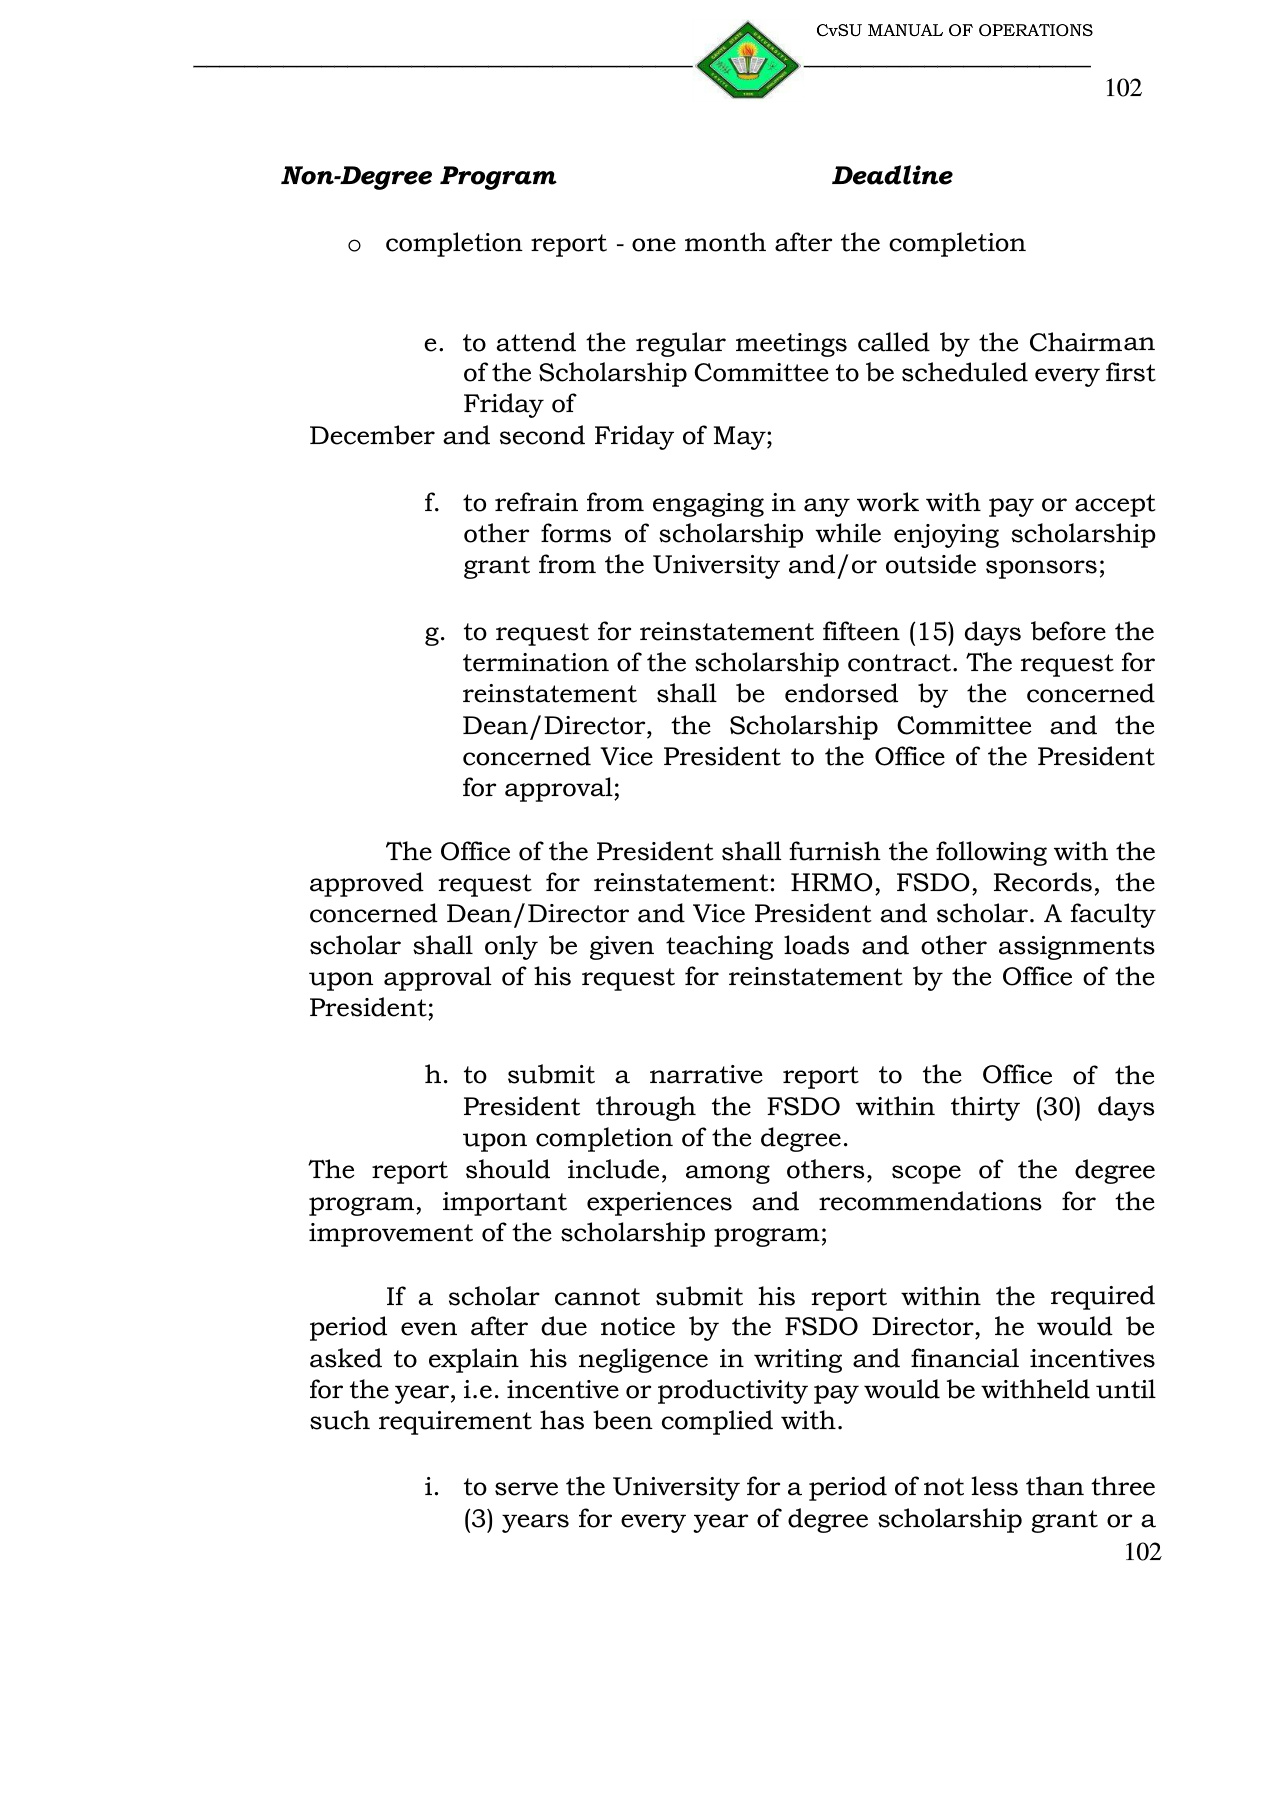 CvSU MANUAL OF OPERATIONS
102
Non-Degree Program Deadline
o completion report - one month after the completion
e. to attend the regular meetings called by the Chairman
of the Scholarship Committee to be scheduled every first
Friday of
December and second Friday of May;
f. to refrain from engaging in any work with pay or accept
other forms of scholarship while enjoying scholarship
grant from the University and/or outside sponsors;
g. to request for reinstatement fifteen (15) days before the
termination of the scholarship contract. The request for
reinstatement shall be endorsed by the concerned
Dean/Director, the Scholarship Committee and the
concerned Vice President to the Office of the President
for approval;
The Office of the President shall furnish the following with the
approved request for reinstatement: HRMO, FSDO, Records, the
concerned Dean/Director and Vice President and scholar. A faculty
scholar shall only be given teaching loads and other assignments
upon approval of his request for reinstatement by the Office of the
President;
h. to submit a narrative report to the Office of the
President through the FSDO within thirty (30) days
upon completion of the degree.
The report should include, among others, scope of the degree
program, important experiences and recommendations for the
improvement of the scholarship program;
If a scholar cannot submit his report within the required
period even after due notice by the FSDO Director, he would be
asked to explain his negligence in writing and financial incentives
for the year, i.e. incentive or productivity pay would be withheld until
such requirement has been complied with.
i. to serve the University for a period of not less than three
(3) years for every year of degree scholarship grant or a
102